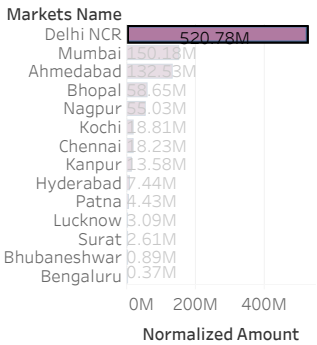 Markets Name
Delhi NCR 520.78M
Mumbai 150.18M
Ahmedabad 132.53M
Bhopal 58.65M
Nagpur 55.03M
Kochi 18.81M
Chennai 18.23M
Kanpur 13.58M
Hyderabad 7.44M
Patna 4.43M
Lucknow 3.09M
Surat 2.61M
Bhubaneshwar 0.89M
Bengaluru 0.37M
0M 200M 400M
Normalized Amount